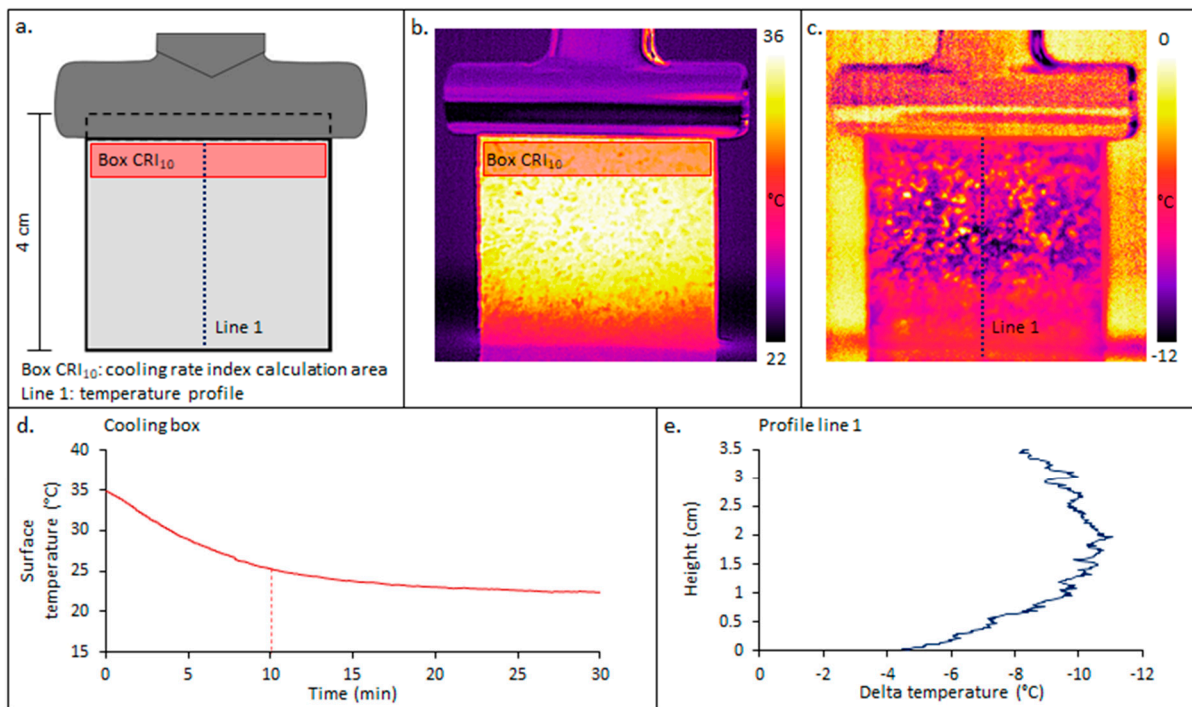 a.
Box CRI₁₀
4 cm
Line 1
Box CRI₁₀: cooling rate index calculation area
Line 1: temperature profile
b.
Box CRI₁₀
36
°C
22
c.
Line 1
0
°C
-12
d.
Cooling box
Surface
temperature (°C)
40
35
30
25
20
15
0
5
10
15
20
25
30
Time (min)
e.
Profile line 1
Height (cm)
3.5
3
2.5
2
1.5
1
0.5
0
0
-2
-4
-6
-8
-10
-12
Delta temperature (°C)